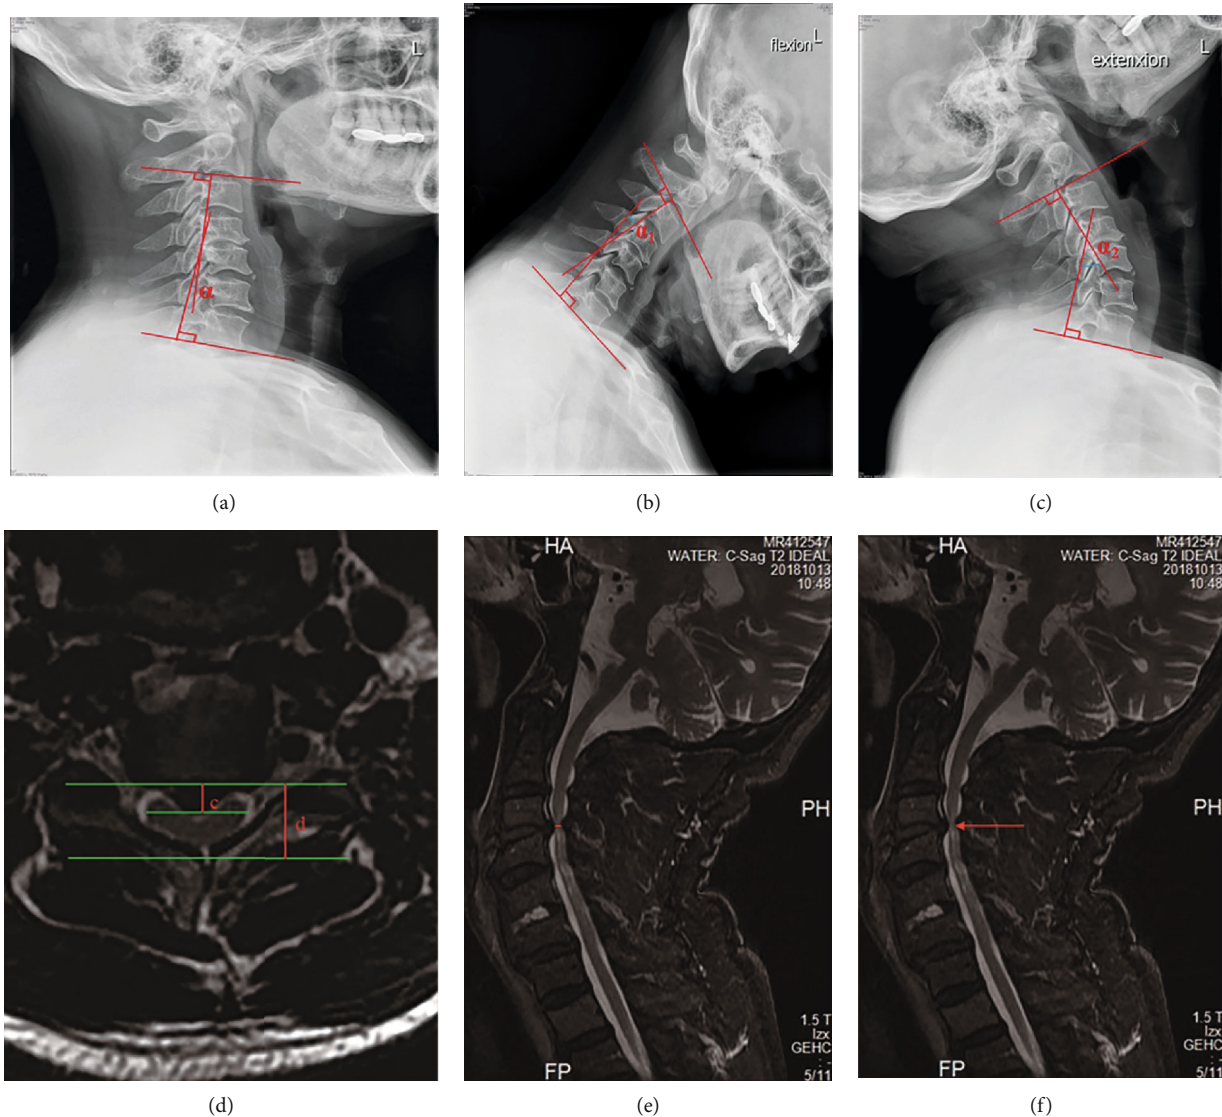 L
flexion L
extenxion L
α
α1
α2
(a)
(b)
(c)
c
d
HA
MR412547
WATER: C-Sag T2 IDEAL
20181013
10:48
PH
1.5 T
lzx
GEHC
: -
5/11
FP
HA
MR412547
WATER: C-Sag T2 IDEAL
20181013
10:48
PH
1.5 T
lzx
GEHC
: -
5/11
FP
(d)
(e)
(f)